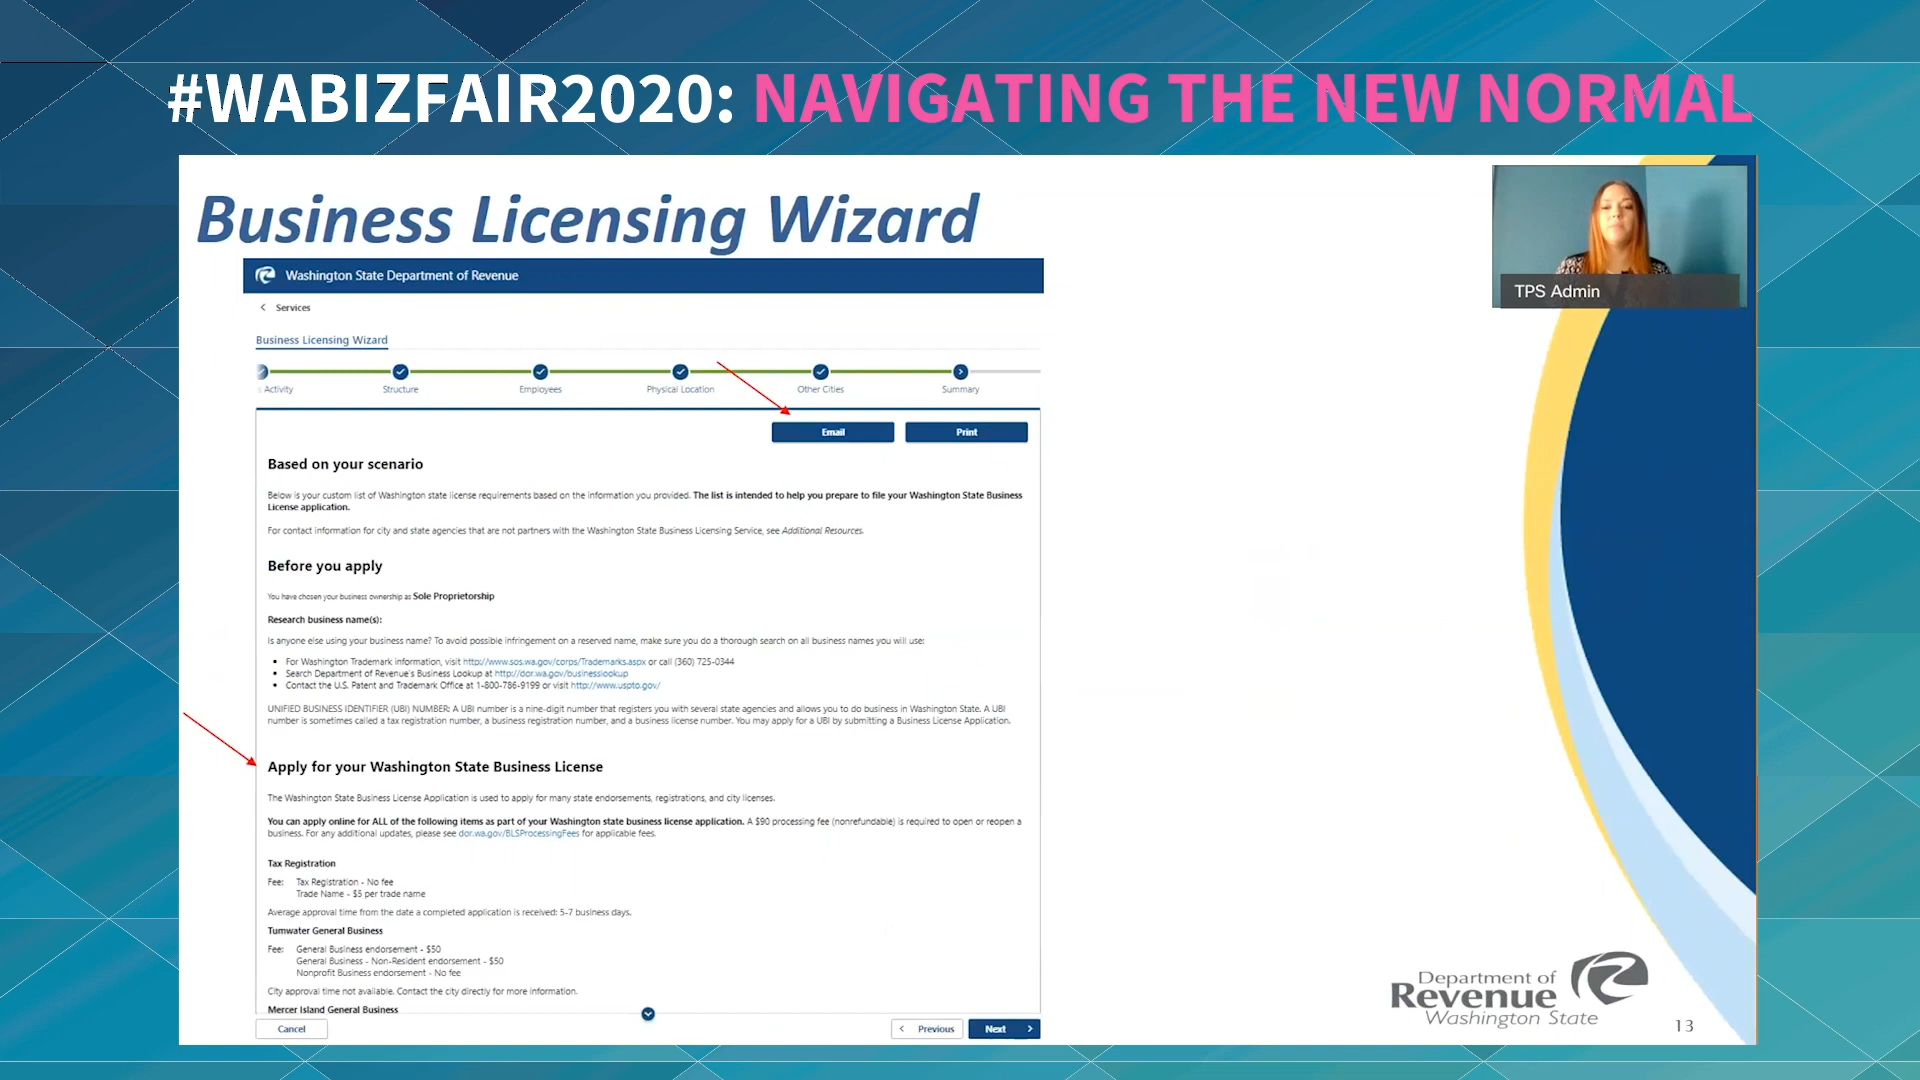 #WABIZFAIR2020: NAVIGATING THE NEW NORMAL
Business Licensing Wizard
TPS Admin
Washington State Department of Revenue
< Services
Business Licensing Wizard
Activity Structure Employees Physical Location Other Cities Summary
Email Print
Based on your scenario
Below is your custom list of Washington state license requirements based on the information you provided. The list is intended to help you prepare to file your Washington State Business
License application.
For contact information for city and state agencies that are not partners with the Washington State Business Licensing Service, see Additional Resources.
Before you apply
You have chosen your business ownership as Sole Proprietorship
Research business name(s):
Is anyone else using your business name? To avoid possible infringement on a reserved name, make sure you do a thorough search on all business names you will use:
• For Washington Trademark information, visit http://www.sos.wa.gov/corps/Trademarks.aspx or call (360) 725-0344
• Search Department of Revenue's Business Lookup at http://dor.wa.gov/businesslookup
• Contact the U.S. Patent and Trademark Office at 1-800-786-9199 or visit http://www.uspto.gov/
UNIFIED BUSINESS IDENTIFIER (UBI) NUMBER: A UBI number is a nine-digit number that registers you with several state agencies and allows you to do business in Washington State. A UBI
number is sometimes called a tax registration number, a business registration number, and a business license number. You may apply for a UBI by submitting a Business License Application.
Apply for your Washington State Business License
The Washington State Business License Application is used to apply for many state endorsements, registrations, and city licenses.
You can apply online for ALL of the following items as part of your Washington state business license application. A $90 processing fee (nonrefundable) is required to open or reopen a
business. For any additional updates, please see dor.wa.gov/BLSProcessingFees for applicable fees.
Tax Registration
Fee: Tax Registration - No fee
Trade Name - $5 per trade name
Average approval time from the date a completed application is received: 5-7 business days.
Tumwater General Business
Fee: General Business endorsement - $50
General Business - Non-Resident endorsement - $50
Nonprofit Business endorsement - No fee
City approval time not available. Contact the city directly for more information.
Mercer Island General Business
Cancel < Previous Next >
Department of
Revenue
Washington State
13